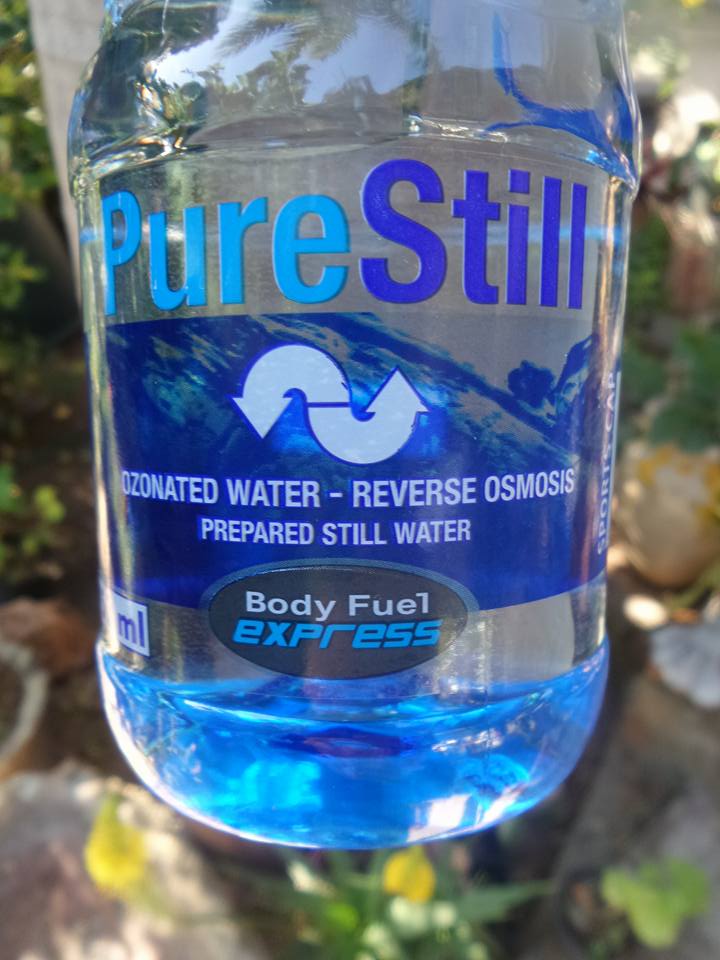 PureStill
OZONATED WATER - REVERSE OSMOSIS
PREPARED STILL WATER
SPORTS CAP
Body Fuel
express
ml